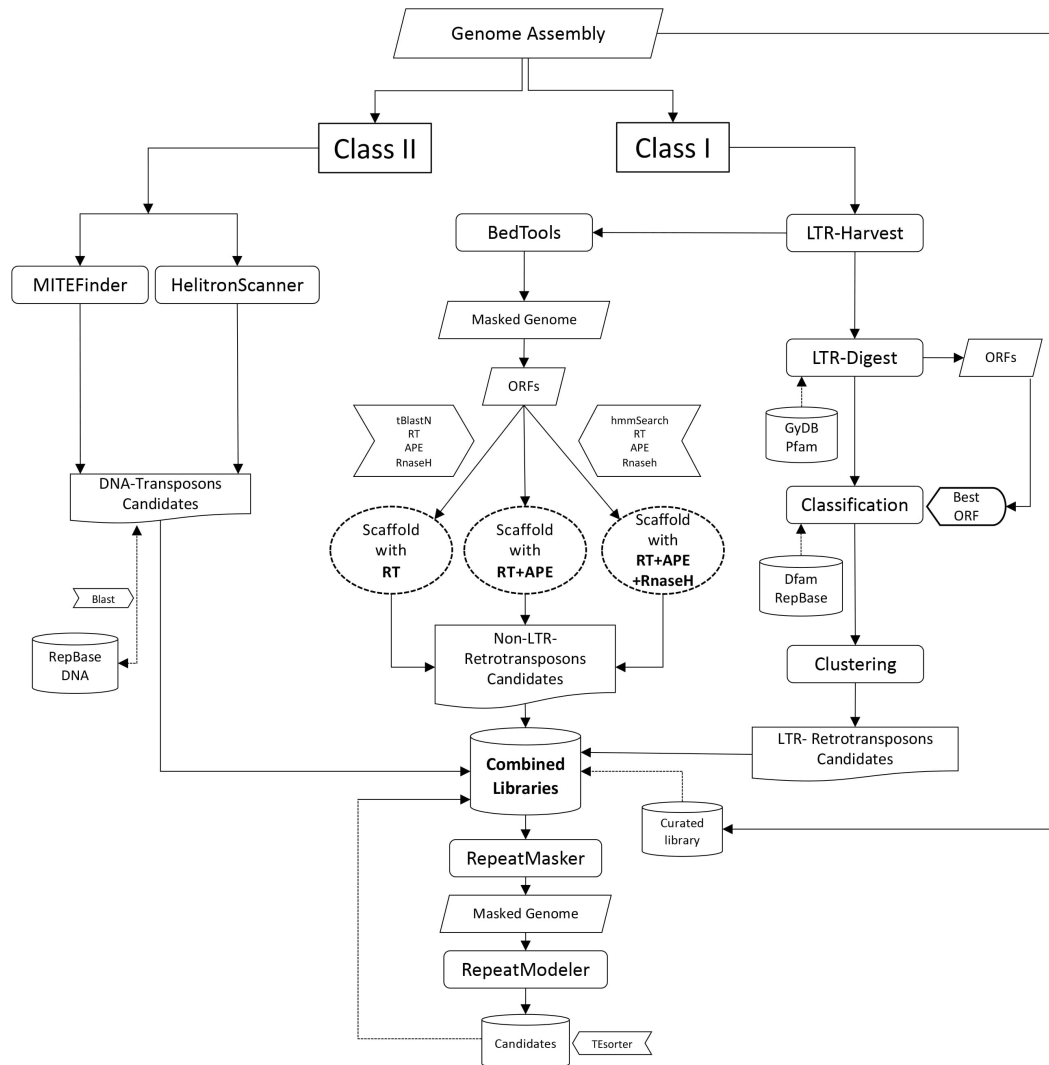 Genome Assembly
Class II
Class I
BedTools
LTR-Harvest
MITEFinder
HelitronScanner
Masked Genome
LTR-Digest
ORFs
ORFs
tBlastN
RT
APE
RnaseH
hmmSearch
RT
APE
Rnaseh
GyDB
Pfam
DNA-Transposons
Candidates
Classification
Best
ORF
Scaffold
with
RT
Scaffold
with
RT+APE
Scaffold
with
RT+APE
+RnaseH
Dfam
RepBase
Blast
RepBase
DNA
Non-LTR-
Retrotransposons
Candidates
Clustering
LTR- Retrotransposons
Candidates
Combined
Libraries
Curated
library
RepeatMasker
Masked Genome
RepeatModeler
Candidates
TEsorter